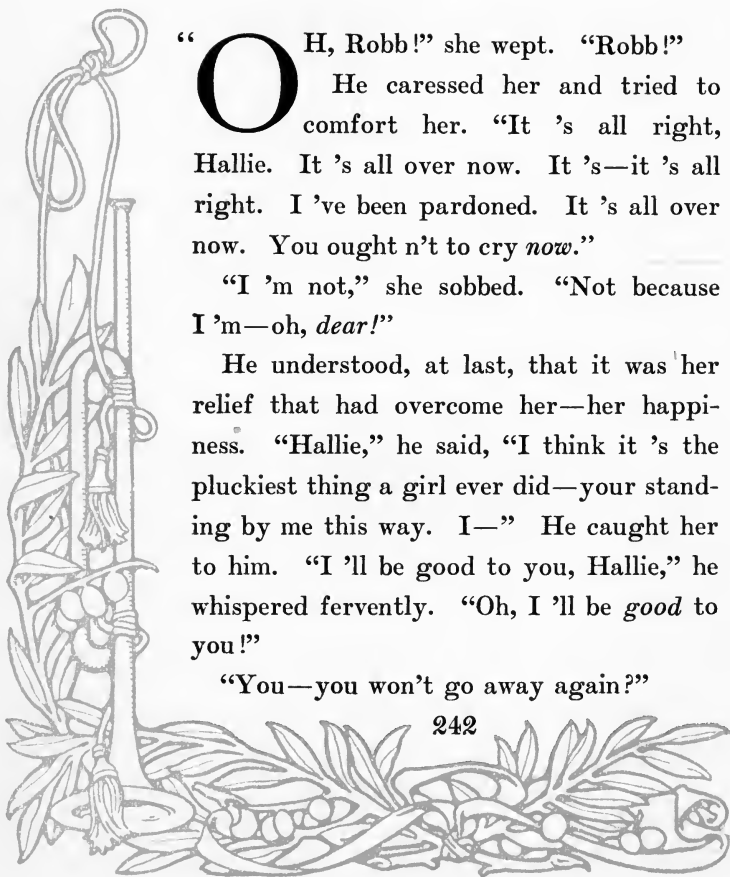 “OH, Robb!” she wept. “Robb!”
He caressed her and tried to
comfort her. “It ’s all right,
Hallie. It ’s all over now. It ’s—it ’s all
right. I ’ve been pardoned. It ’s all over
now. You ought n’t to cry now.”
“I ’m not,” she sobbed. “Not because
I ’m—oh, dear!”
He understood, at last, that it was her
relief that had overcome her—her happi-
ness. “Hallie,” he said, “I think it ’s the
pluckiest thing a girl ever did—your stand-
ing by me this way. I—” He caught her
to him. “I ’ll be good to you, Hallie,” he
whispered fervently. “Oh, I ’ll be good to
you!”
“You—you won’t go away again?”
242